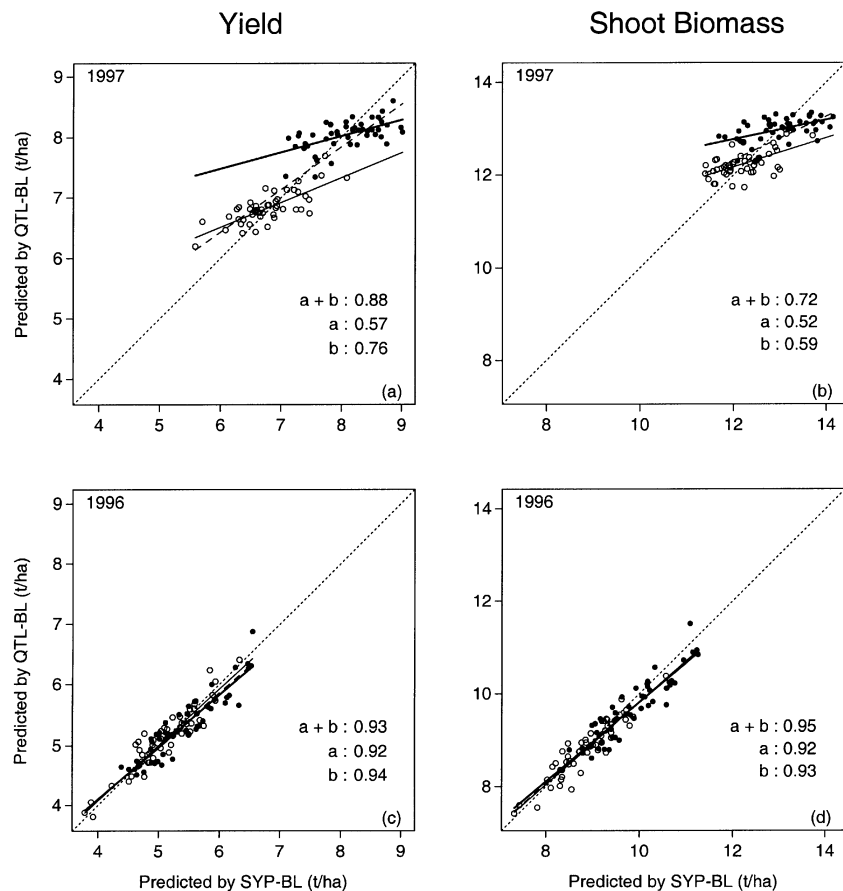 Yield
Shoot Biomass
1997
9
8
7
6
5
4
Predicted by QTL-BL (t/ha)
a + b : 0.88
a : 0.57
b : 0.76
(a)
4 5 6 7 8 9
1997
14
12
10
8
a + b : 0.72
a : 0.52
b : 0.59
(b)
8 10 12 14
1996
9
8
7
6
5
4
Predicted by QTL-BL (t/ha)
a + b : 0.93
a : 0.92
b : 0.94
(c)
4 5 6 7 8 9
Predicted by SYP-BL (t/ha)
1996
14
12
10
8
a + b : 0.95
a : 0.92
b : 0.93
(d)
8 10 12 14
Predicted by SYP-BL (t/ha)